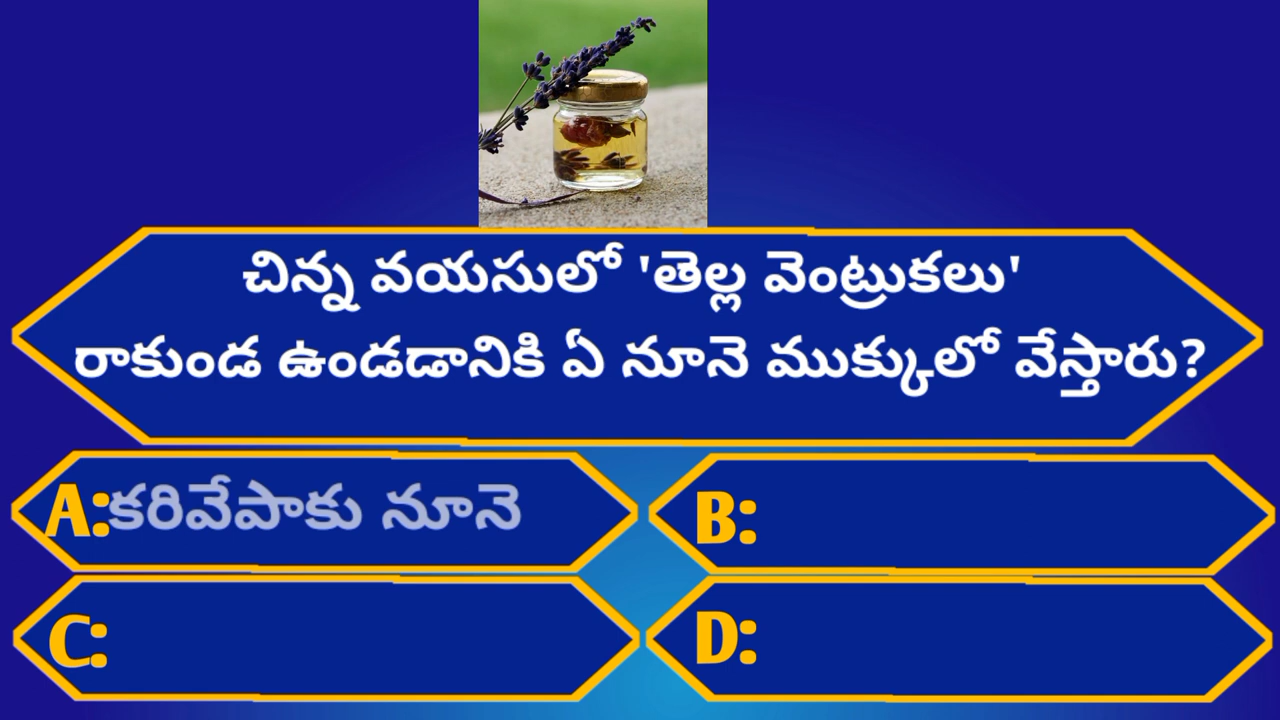 చిన్న వయసులో 'తెల్ల వెంట్రుకలు'
రాకుండ ఉండడానికి ఏ నూనె ముక్కులో వేస్తారు?
A:కరివేపాకు నూనె
B:
C:
D: